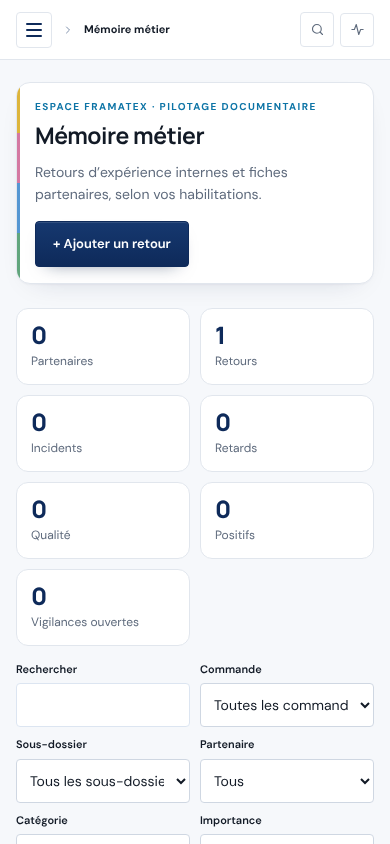 Mémoire métier
ESPACE FRAMATEX · PILOTAGE DOCUMENTAIRE
Mémoire métier
Retours d’expérience internes et fiches
partenaires, selon vos habilitations.
+ Ajouter un retour
0
Partenaires
1
Retours
0
Incidents
0
Retards
0
Qualité
0
Positifs
0
Vigilances ouvertes
Rechercher
Commande
Toutes les command
Sous-dossier
Partenaire
Tous les sous-dossie
Tous
Catégorie
Importance